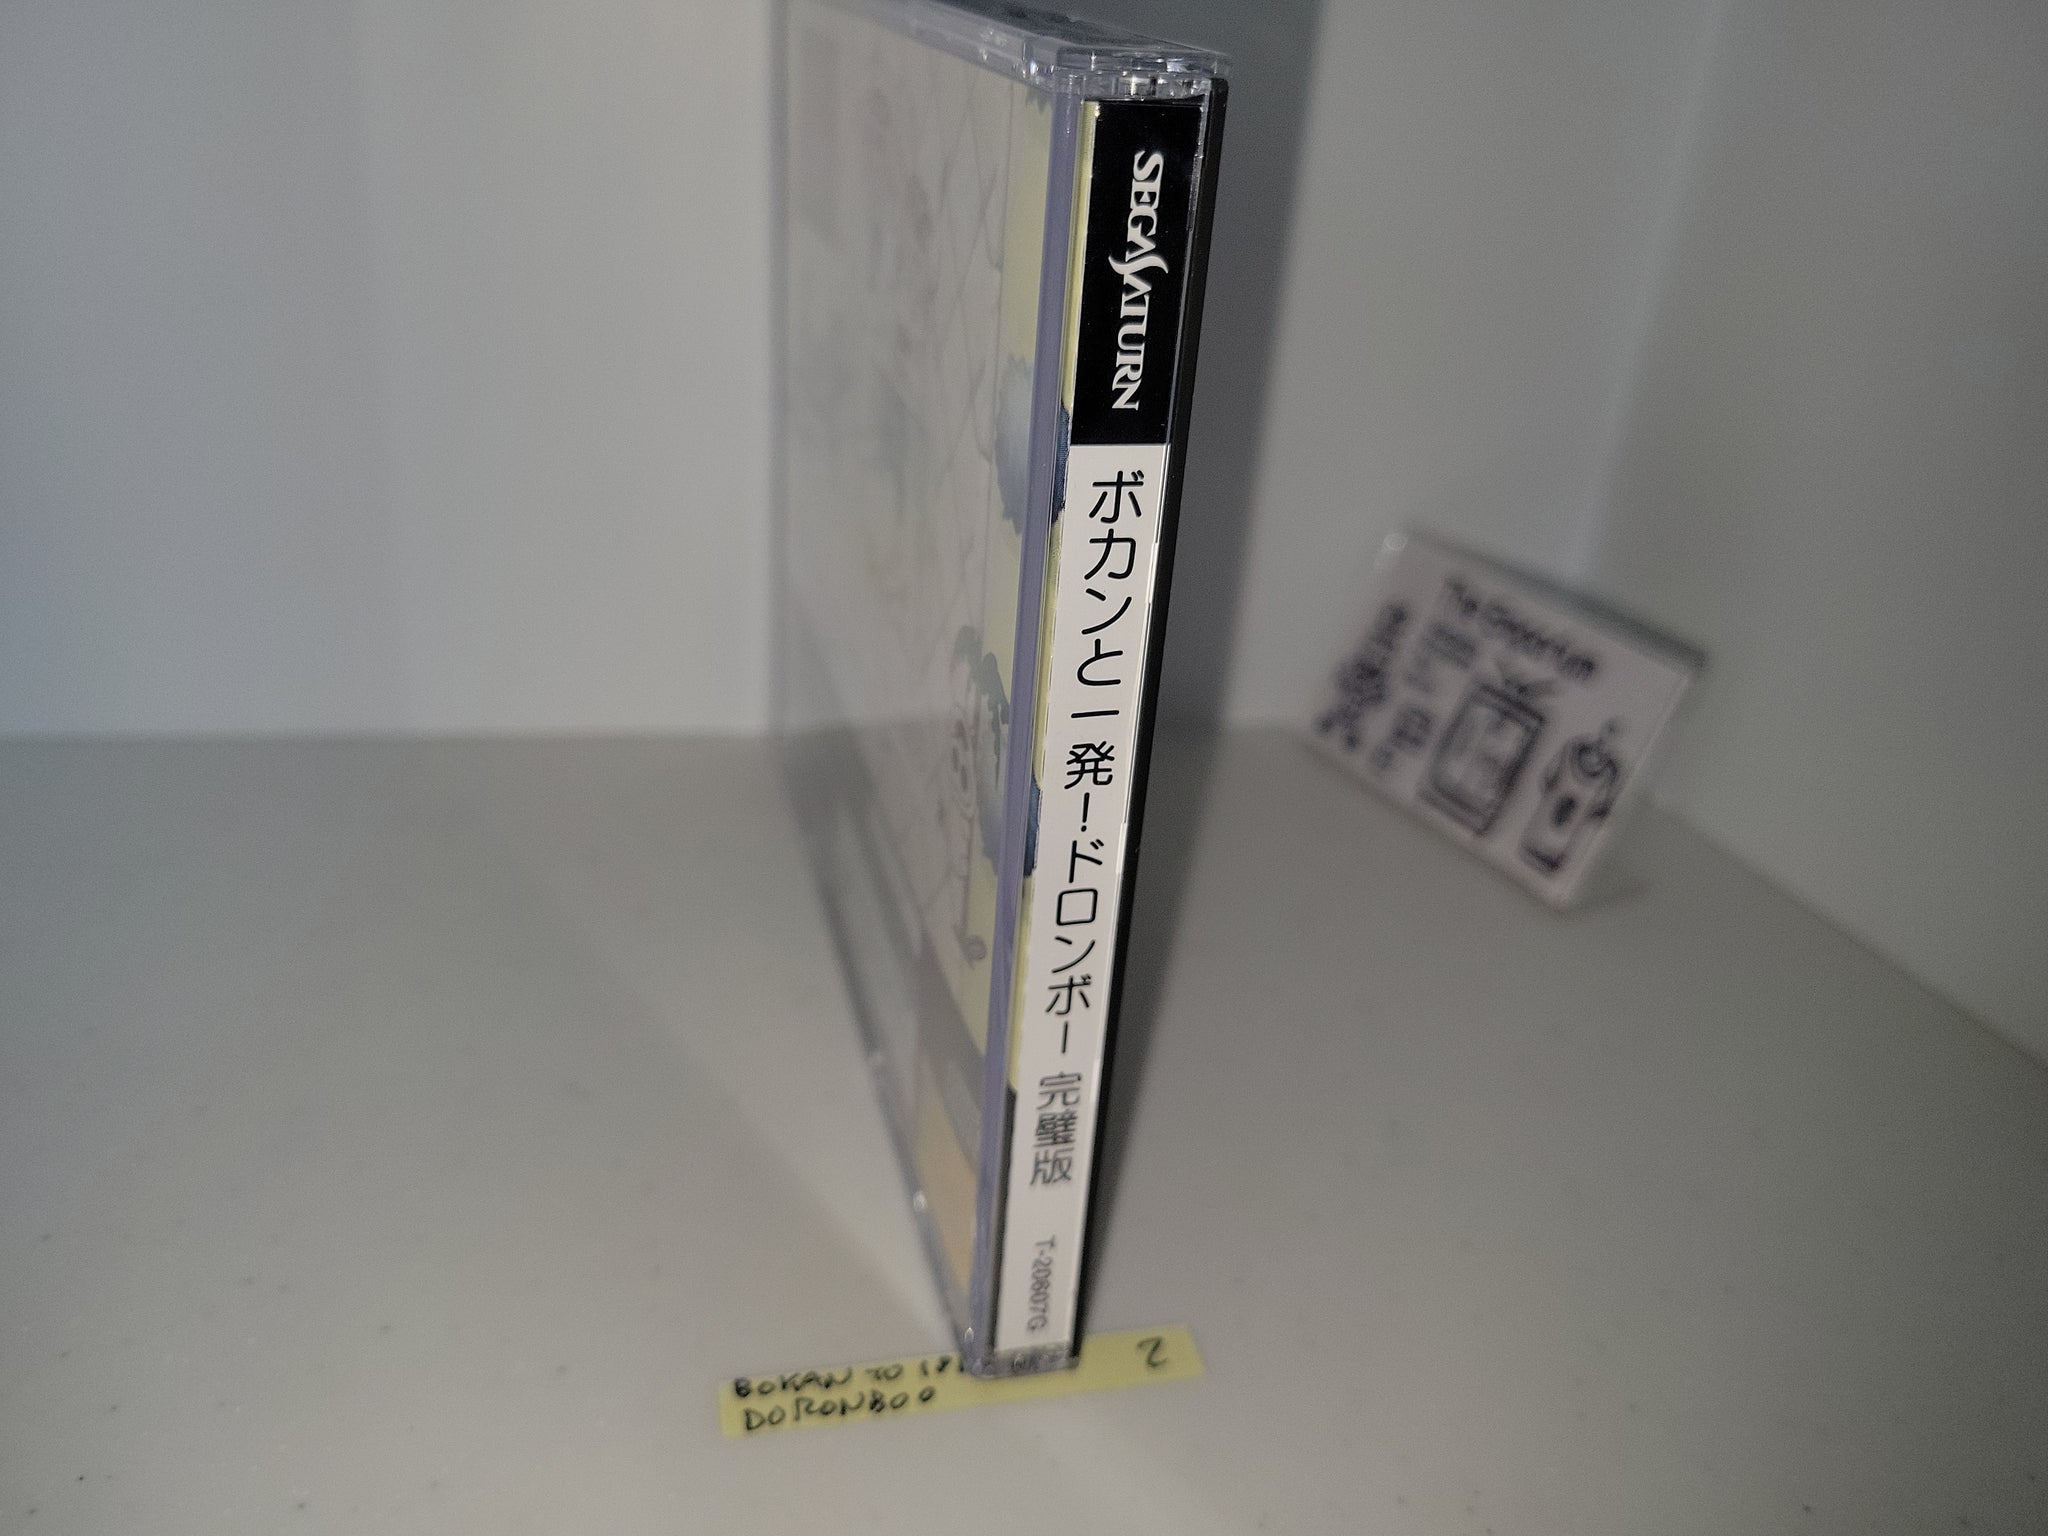 SEGA SATURN
ボカンと一発!ドロンボー 完璧版
T-20607G
BOKAN TO
2
DORONBOO